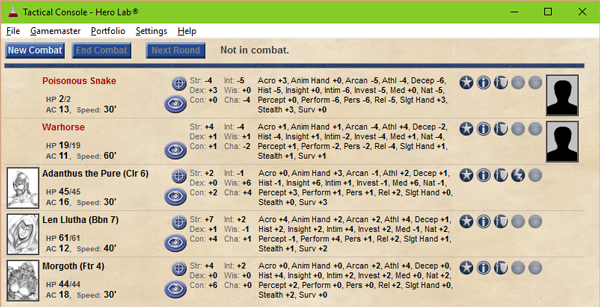 Tactical Console - Hero Lab®
File Gamemaster Portfolio Settings Help
New Combat End Combat Next Round Not in combat.
Poisonous Snake
HP 2/2
AC 13, Speed: 30'
Str: -4 Int: -5
Dex: +3 Wis: +0
Con: +0 Cha: -4
Acro +3, Anim Hand +0, Arcan -5, Athl -4, Decep -6,
Hist -5, Insight +0, Intim -6, Invest -5, Med +0, Nat -5,
Percept +0, Perform -6, Pers -6, Rel -5, Slgt Hand +3,
Stealth +3, Surv +0
Warhorse
HP 19/19
AC 11, Speed: 60'
Str: +4 Int: -4
Dex: +1 Wis: +1
Con: +1 Cha: -2
Acro +1, Anim Hand +1, Arcan -4, Athl +4, Decep -2,
Hist -4, Insight +1, Intim -2, Invest -4, Med +1, Nat -4,
Percept +1, Perform -2, Pers -2, Rel -4, Slgt Hand +1,
Stealth +1, Surv +1
Adanthus the Pure (Clr 6)
HP 45/45
AC 16, Speed: 30'
Str: +2 Int: -1
Dex: +0 Wis: +6
Con: +2 Cha: +4
Acro +0, Anim Hand +3, Arcan -1, Athl +2, Decep +1,
Hist -1, Insight +6, Intim +1, Invest -1, Med +6, Nat -1,
Percept +3, Perform +1, Pers +1, Rel +2, Slgt Hand +0,
Stealth +0, Surv +3
Len Llutha (Bbn 7)
HP 61/61
AC 12, Speed: 40'
Str: +7 Int: +2
Dex: +1 Wis: -1
Con: +4 Cha: +1
Acro +4, Anim Hand +2, Arcan +2, Athl +4, Decep +1,
Hist +2, Insight +2, Intim +4, Invest +2, Med -1, Nat +2,
Percept -1, Perform +4, Pers +1, Rel +2, Slgt Hand +1,
Stealth +1, Surv +2
Morgoth (Ftr 4)
HP 44/44
AC 18, Speed: 30'
Str: +4 Int: +2
Dex: +0 Wis: +0
Con: +6 Cha: +0
Acro +0, Anim Hand +0, Arcan +2, Athl +4, Decep +0,
Hist +4, Insight +0, Intim +2, Invest +2, Med +0, Nat +2,
Percept +2, Perform +0, Pers +0, Rel +2, Slgt Hand +0,
Stealth +2, Surv +0